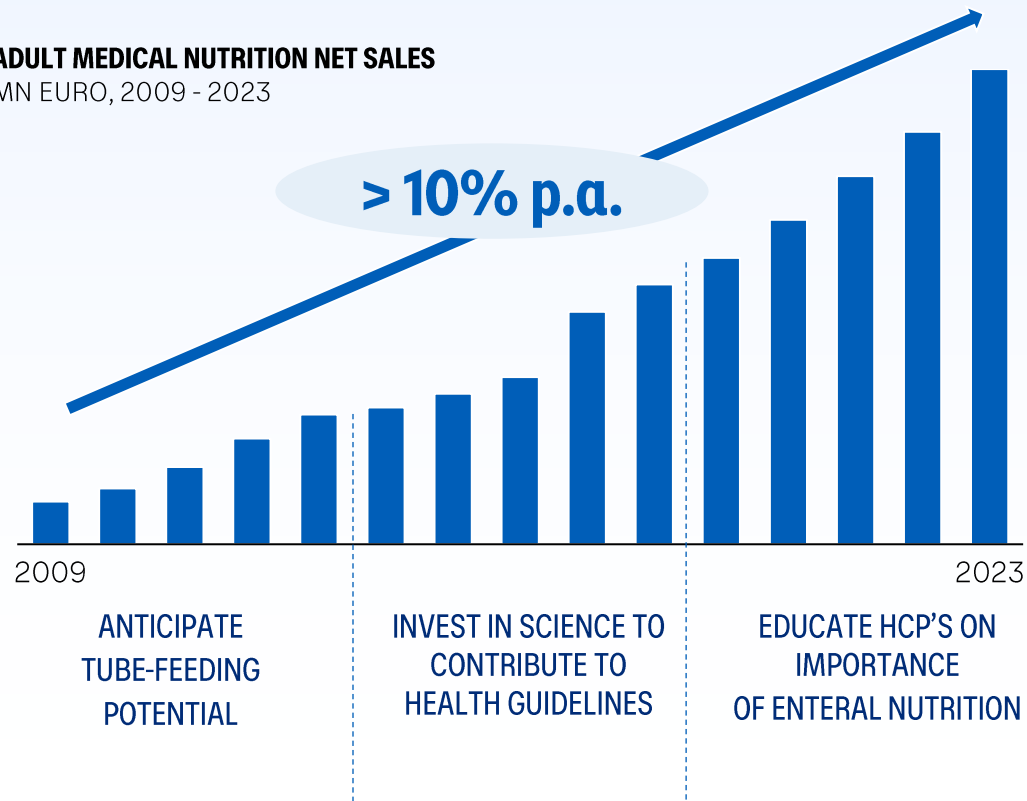 ADULT MEDICAL NUTRITION NET SALES
MN EURO, 2009 - 2023
> 10% p.a.
2009
2023
ANTICIPATE
TUBE-FEEDING
POTENTIAL
INVEST IN SCIENCE TO
CONTRIBUTE TO
HEALTH GUIDELINES
EDUCATE HCP'S ON
IMPORTANCE
OF ENTERAL NUTRITION